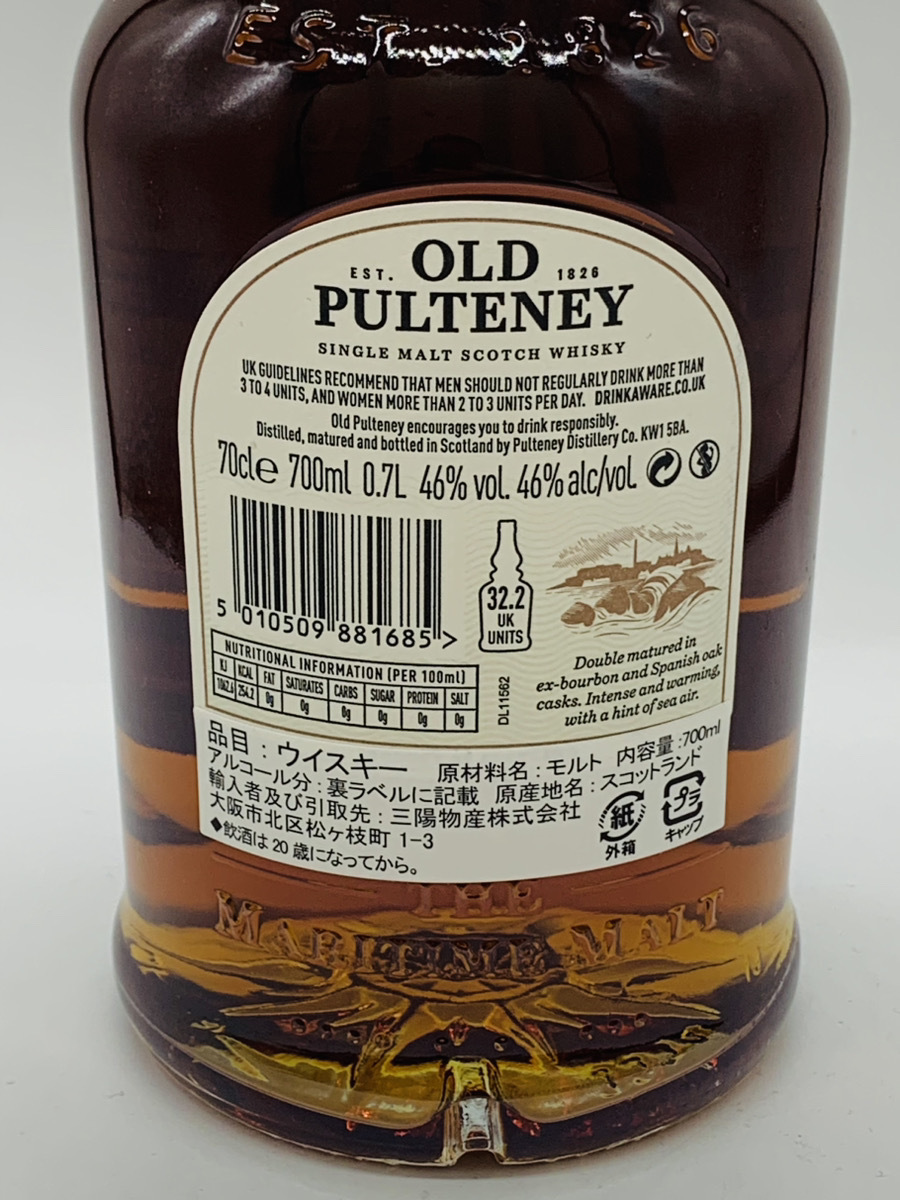 EST. 1826
OLD
EST. 1826
PULTENEY
SINGLE MALT SCOTCH WHISKY
UK GUIDELINES RECOMMEND THAT MEN SHOULD NOT REGULARLY DRINK MORE THAN
3 TO 4 UNITS, AND WOMEN MORE THAN 2 TO 3 UNITS PER DAY. DRINKAWARE.CO.UK
Old Pulteney encourages you to drink responsibly.
Distilled, matured and bottled in Scotland by Pulteney Distillery Co. KW1 5BA.
70cl e 700ml 0.7L 46% vol. 46% alc/vol.
5 010509 881685 >
32.2
UK
UNITS
NUTRITIONAL INFORMATION (PER 100ml)
KJ KCAL FAT SATURATES CARBS SUGAR PROTEIN SALT
1062.6 254.2 0g 0g 0g 0g 0g 0g
DL11562
Double matured in
ex-bourbon and Spanish oak
casks. Intense and warming,
with a hint of sea air.
品目：ウイスキー 原材料名：モルト 内容量：700ml
アルコール分：裏ラベルに記載 原産地名：スコットランド
輸入者及び引取先：三陽物産株式会社
大阪市北区松ヶ枝町 1-3
◆飲酒は 20 歳になってから。
紙
外箱
プラ
キャップ
THE
MARITIME MALT